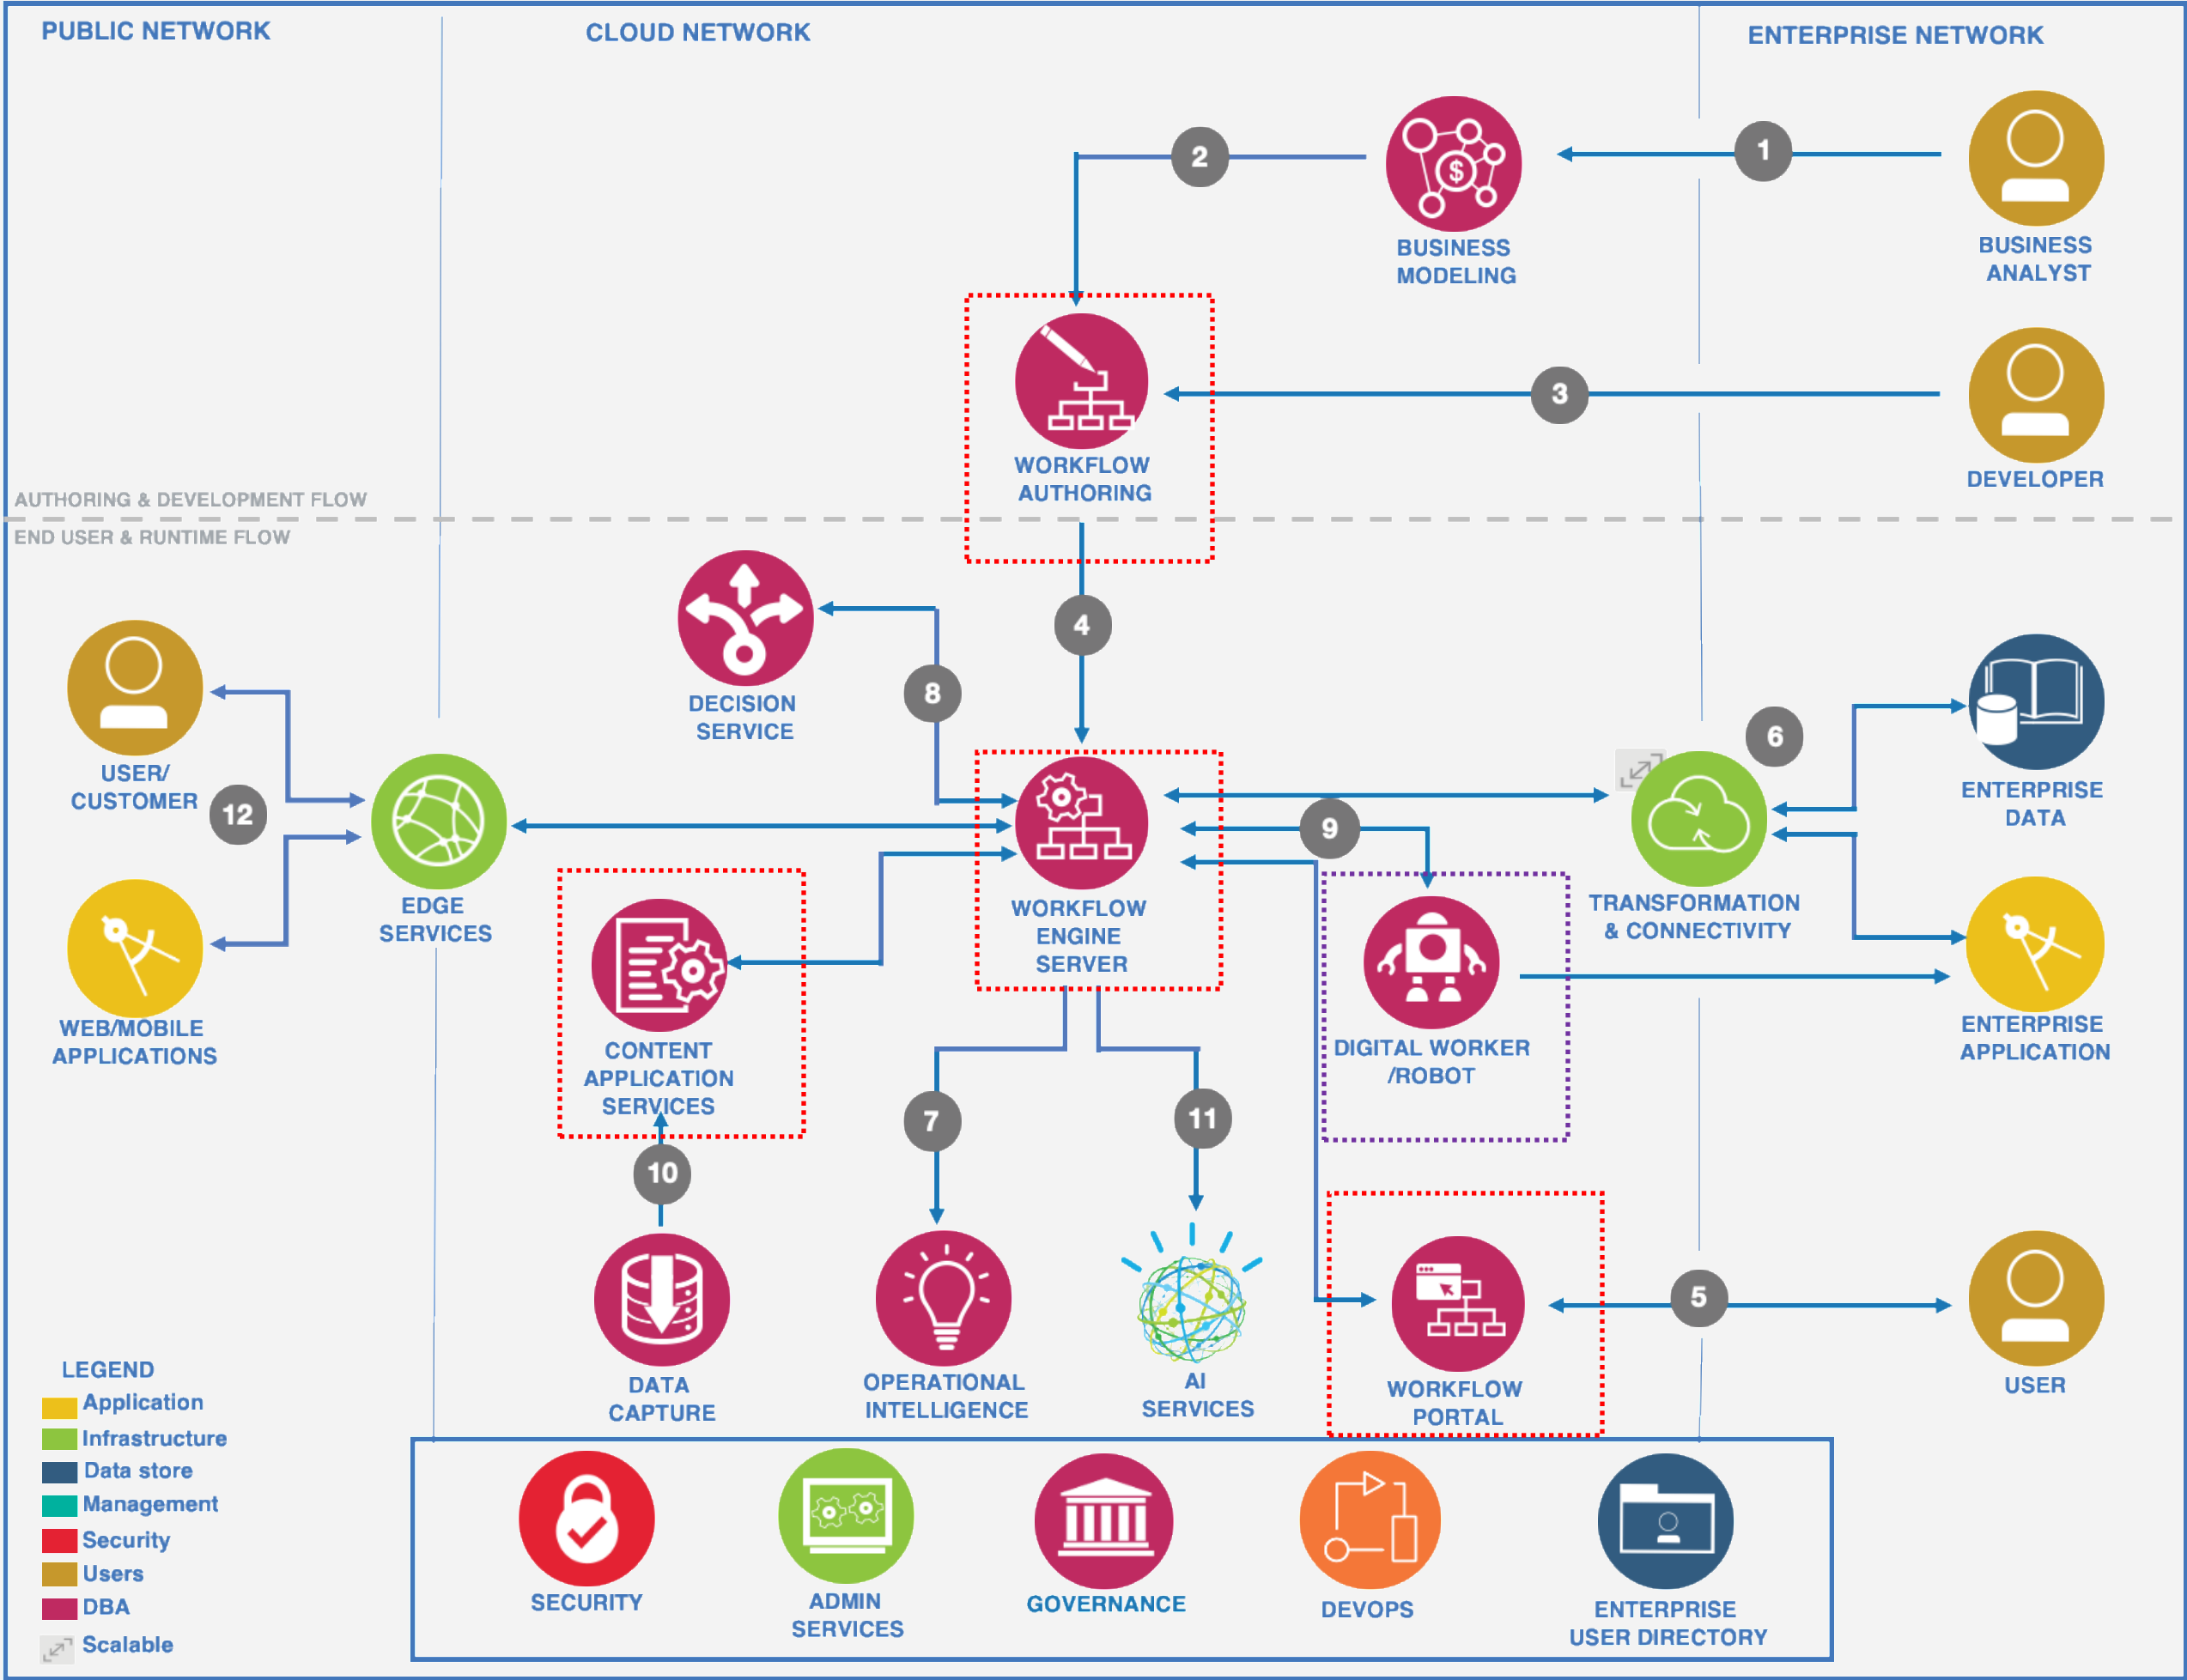 PUBLIC NETWORK
CLOUD NETWORK
ENTERPRISE NETWORK
1
2
$
BUSINESS
MODELING
BUSINESS
ANALYST
3
WORKFLOW
AUTHORING
DEVELOPER
AUTHORING & DEVELOPMENT FLOW
END USER & RUNTIME FLOW
4
8
DECISION
SERVICE
6
USER/
CUSTOMER
12
ENTERPRISE
DATA
9
EDGE
SERVICES
WORKFLOW
ENGINE
SERVER
TRANSFORMATION
& CONNECTIVITY
WEB/MOBILE
APPLICATIONS
CONTENT
APPLICATION
SERVICES
DIGITAL WORKER
/ROBOT
ENTERPRISE
APPLICATION
7
11
10
5
DATA
CAPTURE
OPERATIONAL
INTELLIGENCE
AI
SERVICES
WORKFLOW
PORTAL
USER
LEGEND
Application
Infrastructure
Data store
Management
Security
Users
DBA
Scalable
SECURITY
ADMIN
SERVICES
GOVERNANCE
DEVOPS
ENTERPRISE
USER DIRECTORY